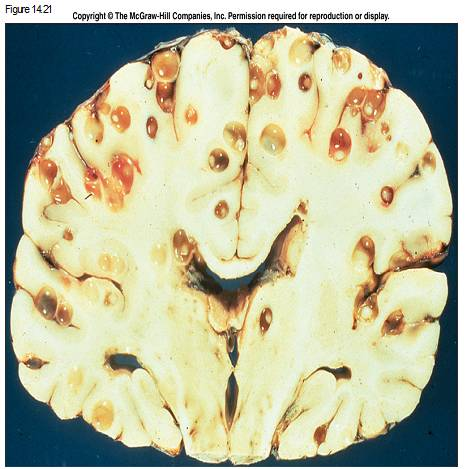 Figure 14.21
Copyright © The McGraw-Hill Companies, Inc. Permission required for reproduction or display.